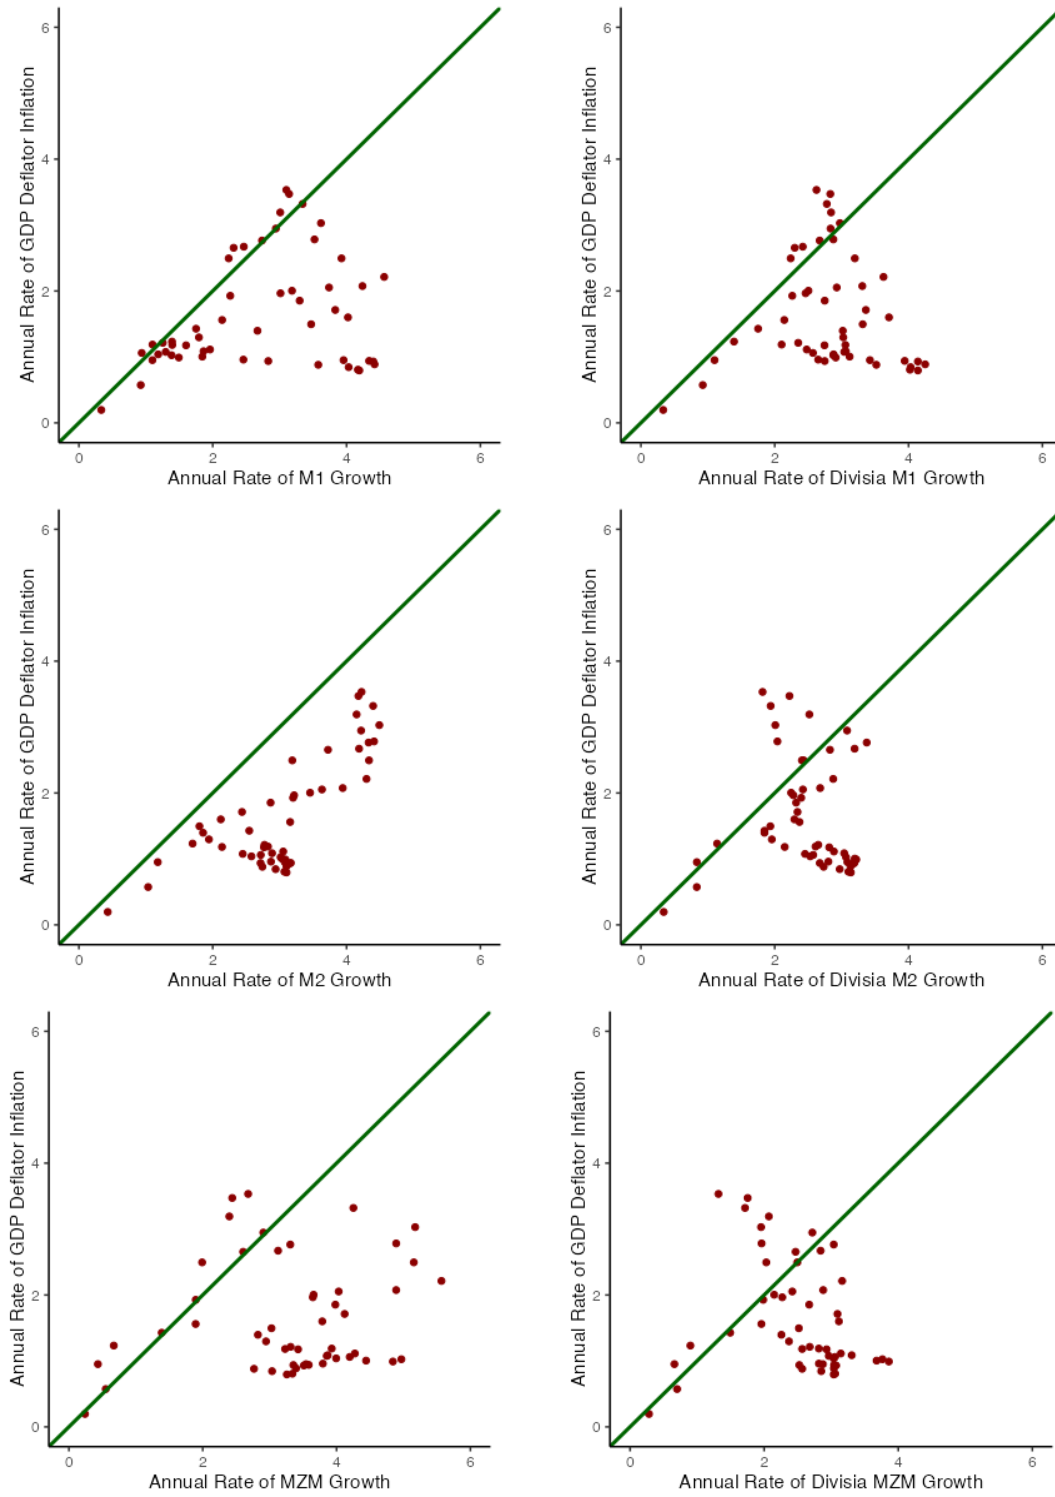 Annual Rate of GDP Deflator Inflation
6
4
2
0
0 2 4 6
Annual Rate of M1 Growth
Annual Rate of GDP Deflator Inflation
6
4
2
0
0 2 4 6
Annual Rate of Divisia M1 Growth
Annual Rate of GDP Deflator Inflation
6
4
2
0
0 2 4 6
Annual Rate of M2 Growth
Annual Rate of GDP Deflator Inflation
6
4
2
0
0 2 4 6
Annual Rate of Divisia M2 Growth
Annual Rate of GDP Deflator Inflation
6
4
2
0
0 2 4 6
Annual Rate of MZM Growth
Annual Rate of GDP Deflator Inflation
6
4
2
0
0 2 4 6
Annual Rate of Divisia MZM Growth